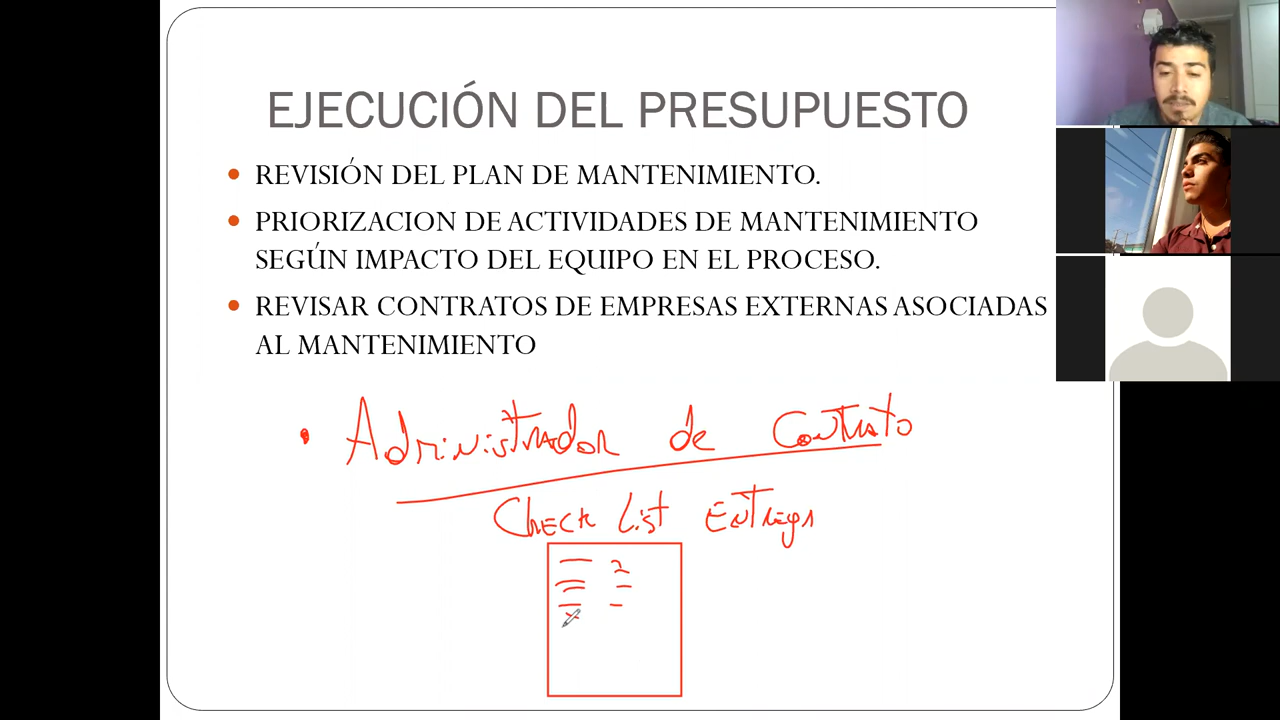 EJECUCIÓN DEL PRESUPUESTO
• REVISIÓN DEL PLAN DE MANTENIMIENTO.
• PRIORIZACION DE ACTIVIDADES DE MANTENIMIENTO
SEGÚN IMPACTO DEL EQUIPO EN EL PROCESO.
• REVISAR CONTRATOS DE EMPRESAS EXTERNAS ASOCIADAS
AL MANTENIMIENTO
• Administrador de Contrato
Check List Entrega
2